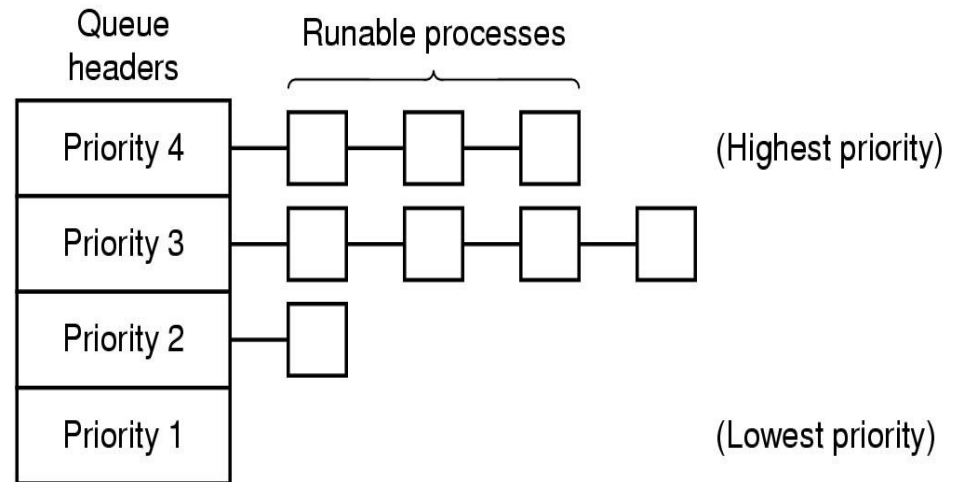 Queue
headers
Runable processes
Priority 4
(Highest priority)
Priority 3
Priority 2
Priority 1
(Lowest priority)